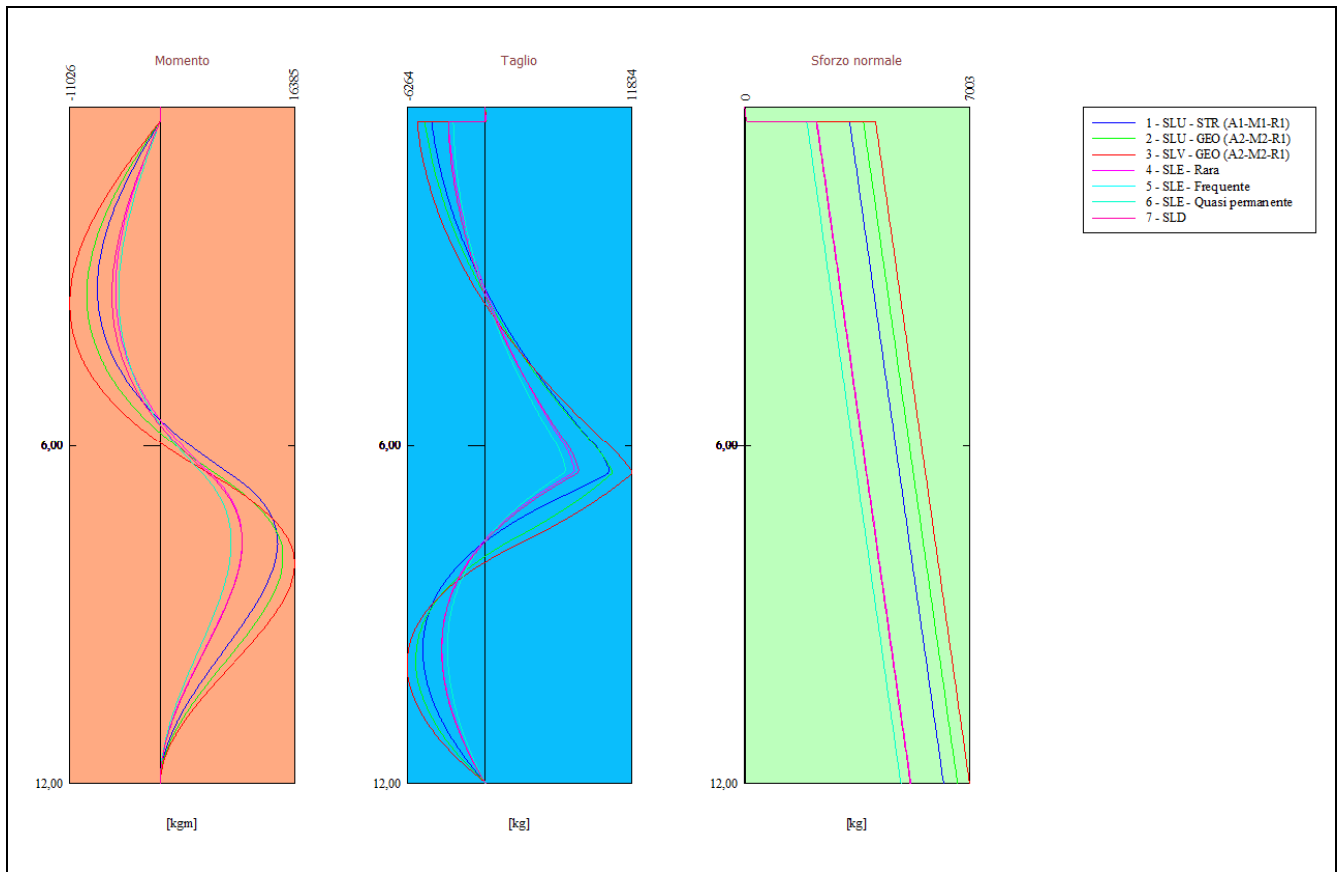 Momento
Taglio
Sforzo normale
-11026
16385
-6264
11834
0
7003
1 - SLU - STR (A1-M1-R1)
2 - SLU - GEO (A2-M2-R1)
3 - SLV - GEO (A2-M2-R1)
4 - SLE - Rara
5 - SLE - Frequente
6 - SLE - Quasi permanente
7 - SLD
6,00
6,00
6,00
12,00
12,00
12,00
[kgm]
[kg]
[kg]